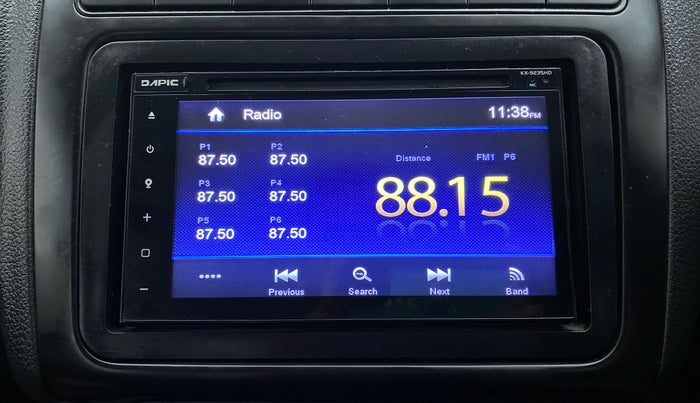 DAPIC
KX-9235HD
MIC
Radio
11:38PM
P1 P2
87.50 87.50
P3 P4
87.50 87.50
P5 P6
87.50 87.50
Distance FM1 P6
88.15
Previous Search Next Band